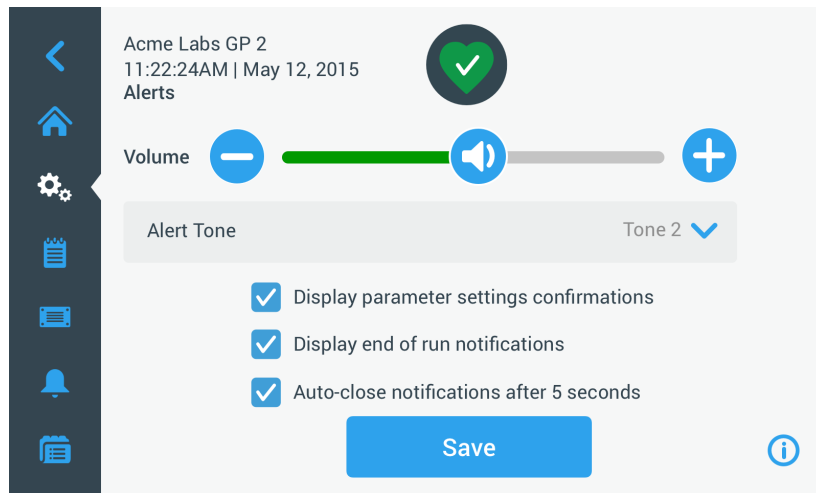 Acme Labs GP 2
11:22:24AM | May 12, 2015
Alerts
Volume
Alert Tone Tone 2
Display parameter settings confirmations
Display end of run notifications
Auto-close notifications after 5 seconds
Save